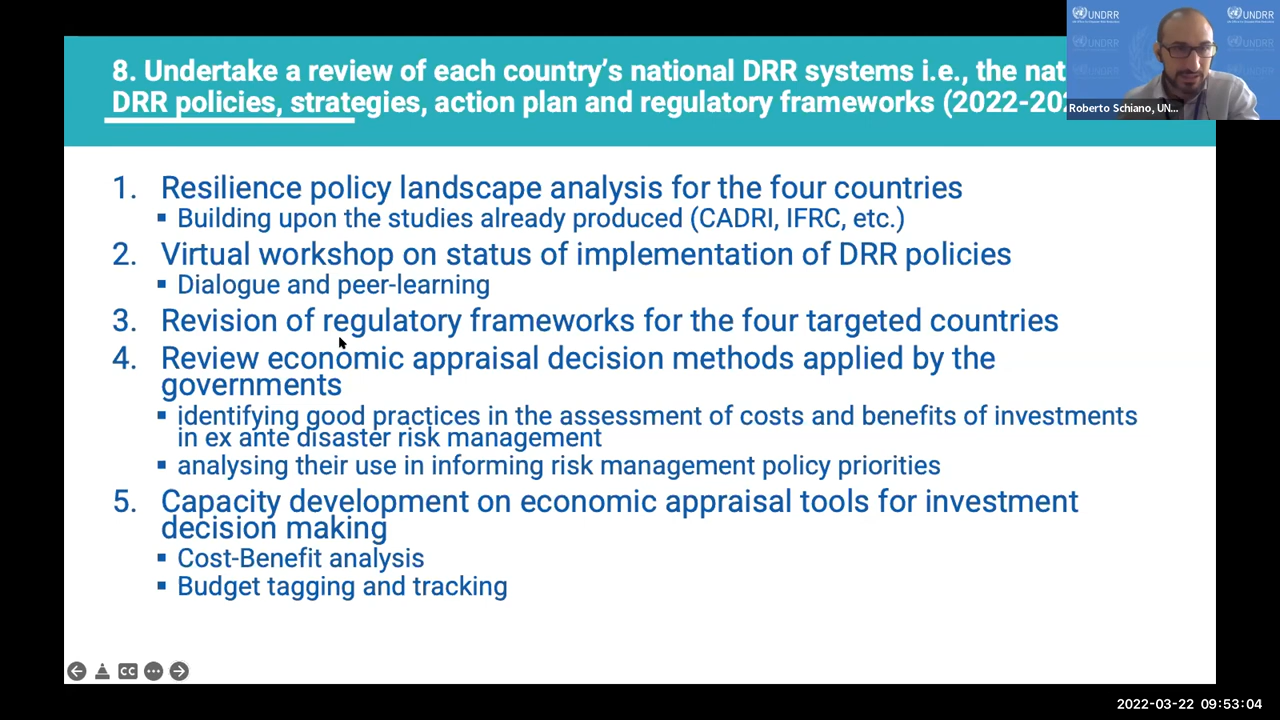 8. Undertake a review of each country's national DRR systems i.e., the nat
DRR policies, strategies, action plan and regulatory frameworks (2022-20
UNDRR
UNDRR
UNDRR
UNDRR
Roberto Schiano, UN...
1. Resilience policy landscape analysis for the four countries
▪ Building upon the studies already produced (CADRI, IFRC, etc.)
2. Virtual workshop on status of implementation of DRR policies
▪ Dialogue and peer-learning
3. Revision of regulatory frameworks for the four targeted countries
4. Review economic appraisal decision methods applied by the
governments
▪ identifying good practices in the assessment of costs and benefits of investments
in ex ante disaster risk management
▪ analysing their use in informing risk management policy priorities
5. Capacity development on economic appraisal tools for investment
decision making
▪ Cost-Benefit analysis
▪ Budget tagging and tracking
CC
2022-03-22 09:53:04